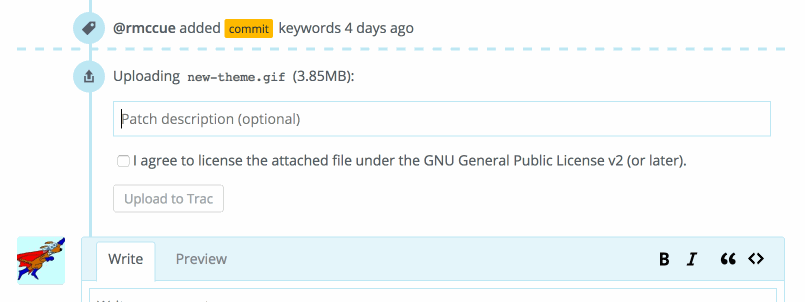 @rmccue added commit keywords 4 days ago
Uploading new-theme.gif (3.85MB):
Patch description (optional)
I agree to license the attached file under the GNU General Public License v2 (or later).
Upload to Trac
Write Preview B I